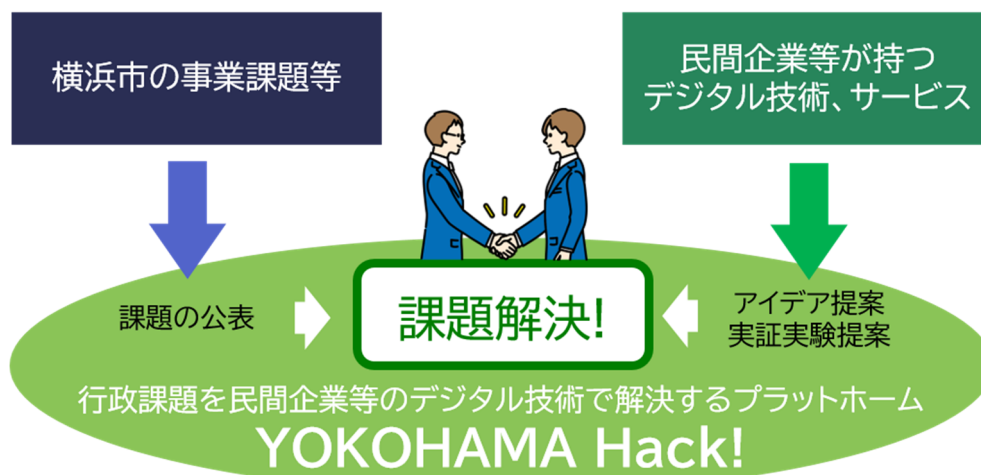 横浜市の事業課題等
民間企業等が持つ
デジタル技術、サービス
課題の公表
課題解決!
アイデア提案
実証実験提案
行政課題を民間企業等のデジタル技術で解決するプラットホーム
YOKOHAMA Hack!